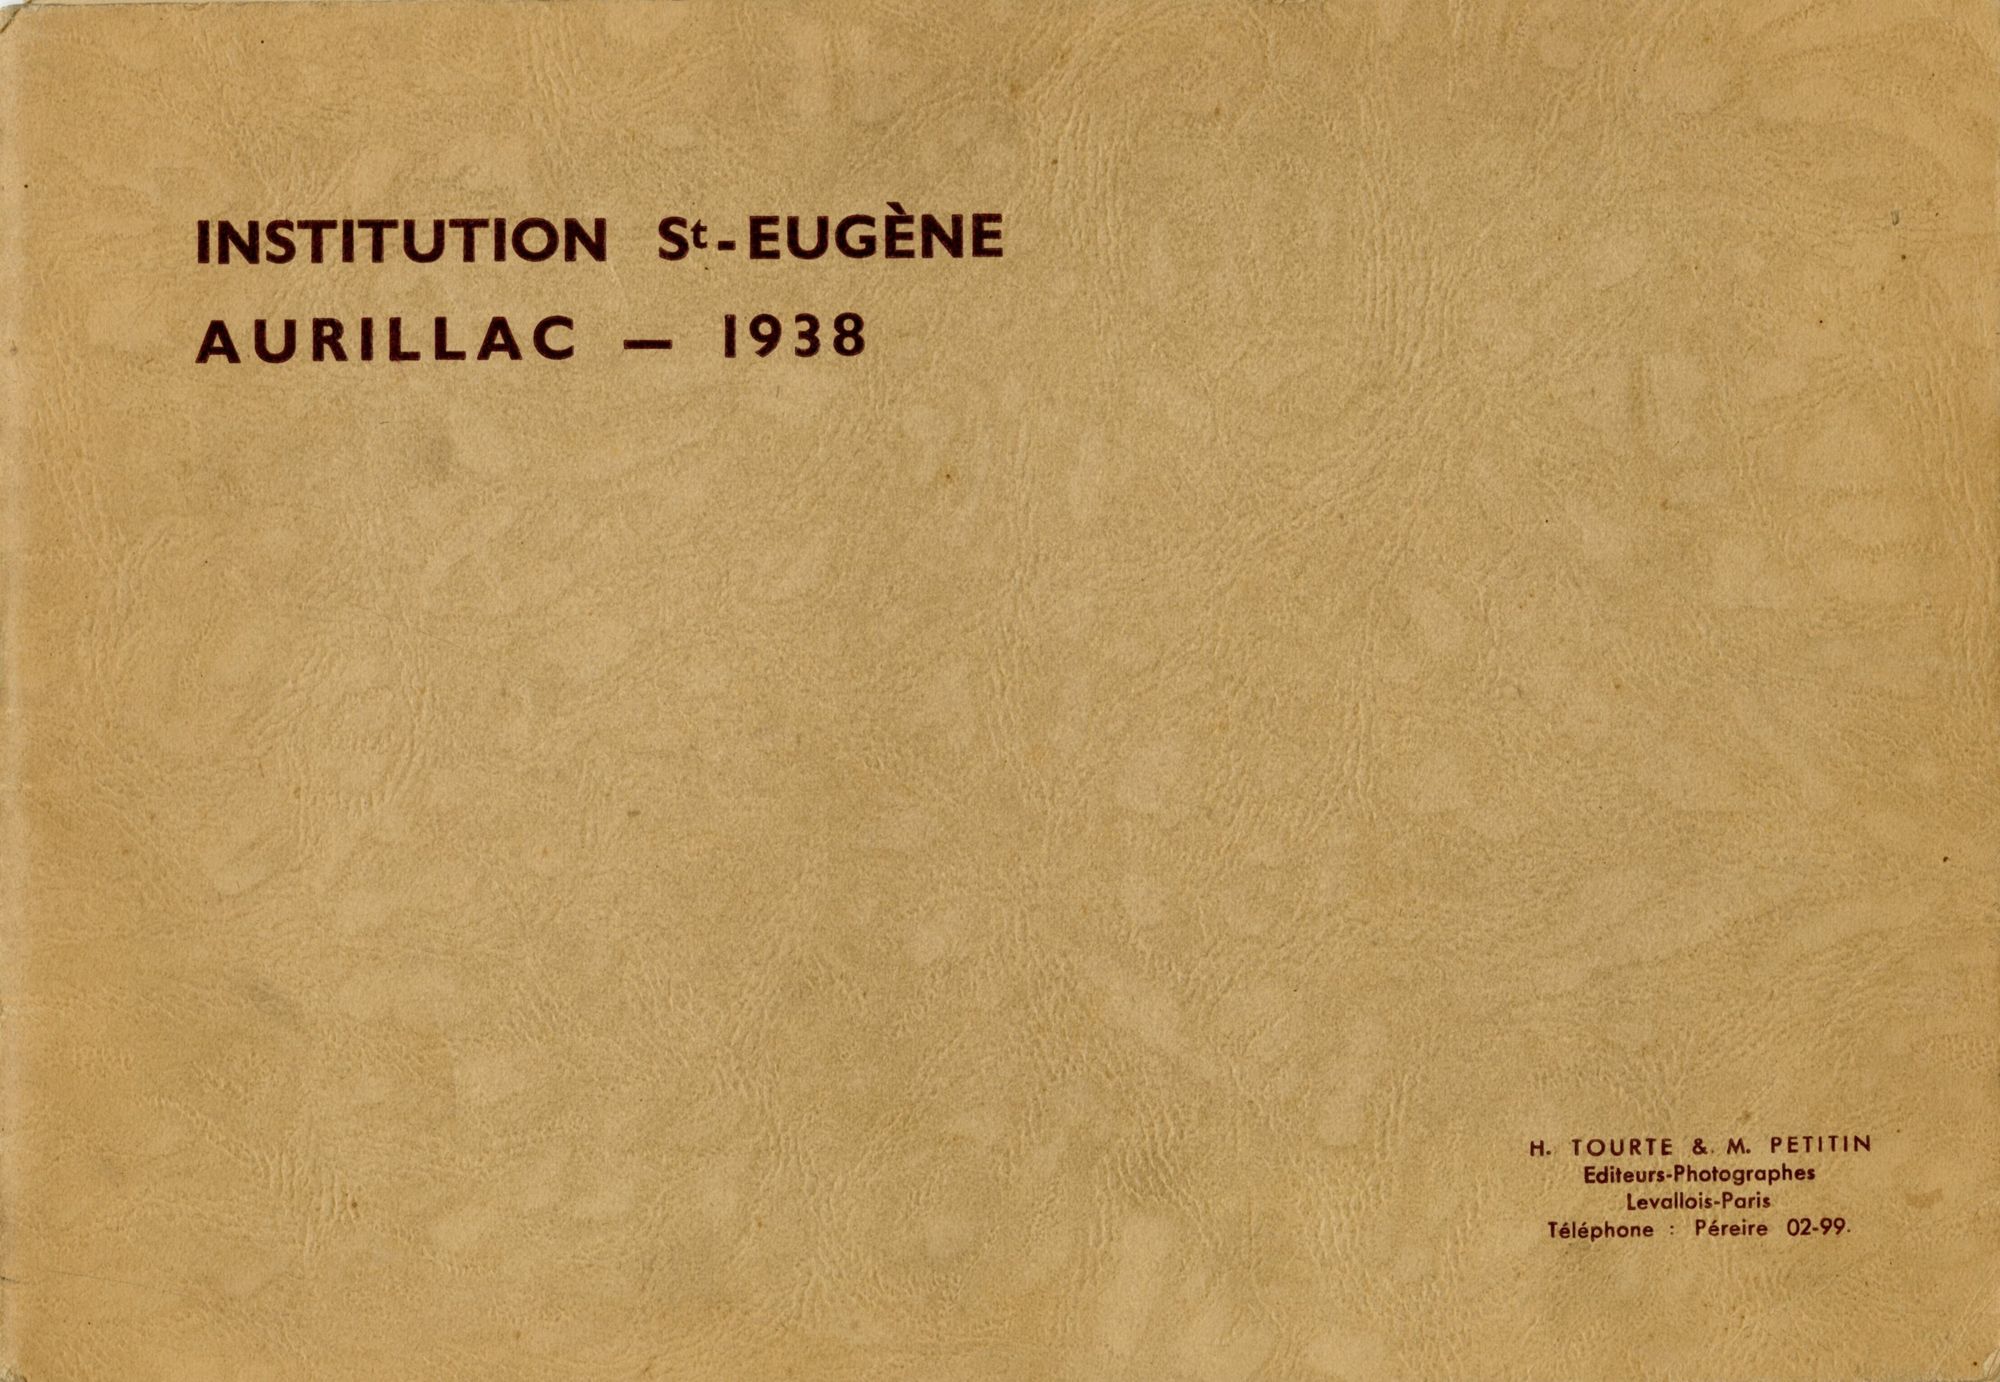 INSTITUTION St-EUGÈNE
AURILLAC — 1938
H. TOURTE & M. PETITIN
Editeurs-Photographes
Levallois-Paris
Téléphone : Péreire 02-99.